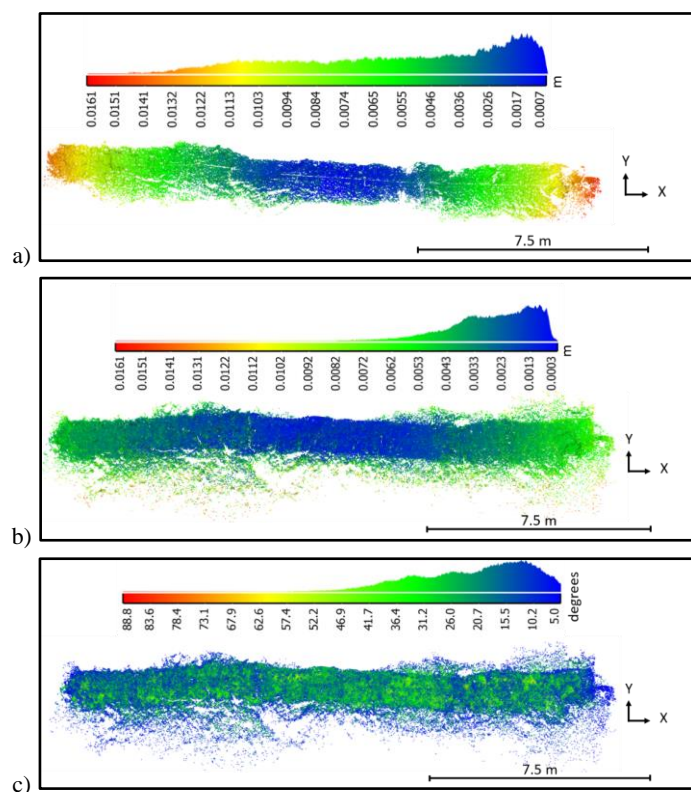 m
0.0161 0.0151 0.0141 0.0132 0.0122 0.0113 0.0103 0.0094 0.0084 0.0074 0.0065 0.0055 0.0046 0.0036 0.0026 0.0017 0.0007
Y
X
7.5 m
a)
m
0.0161 0.0151 0.0141 0.0131 0.0122 0.0112 0.0102 0.0092 0.0082 0.0072 0.0062 0.0053 0.0043 0.0033 0.0023 0.0013 0.0003
Y
X
7.5 m
b)
degrees
88.8 83.6 78.4 73.1 67.9 62.6 57.4 52.2 46.9 41.7 36.4 31.2 26.0 20.7 15.5 10.2 5.0
Y
X
7.5 m
c)